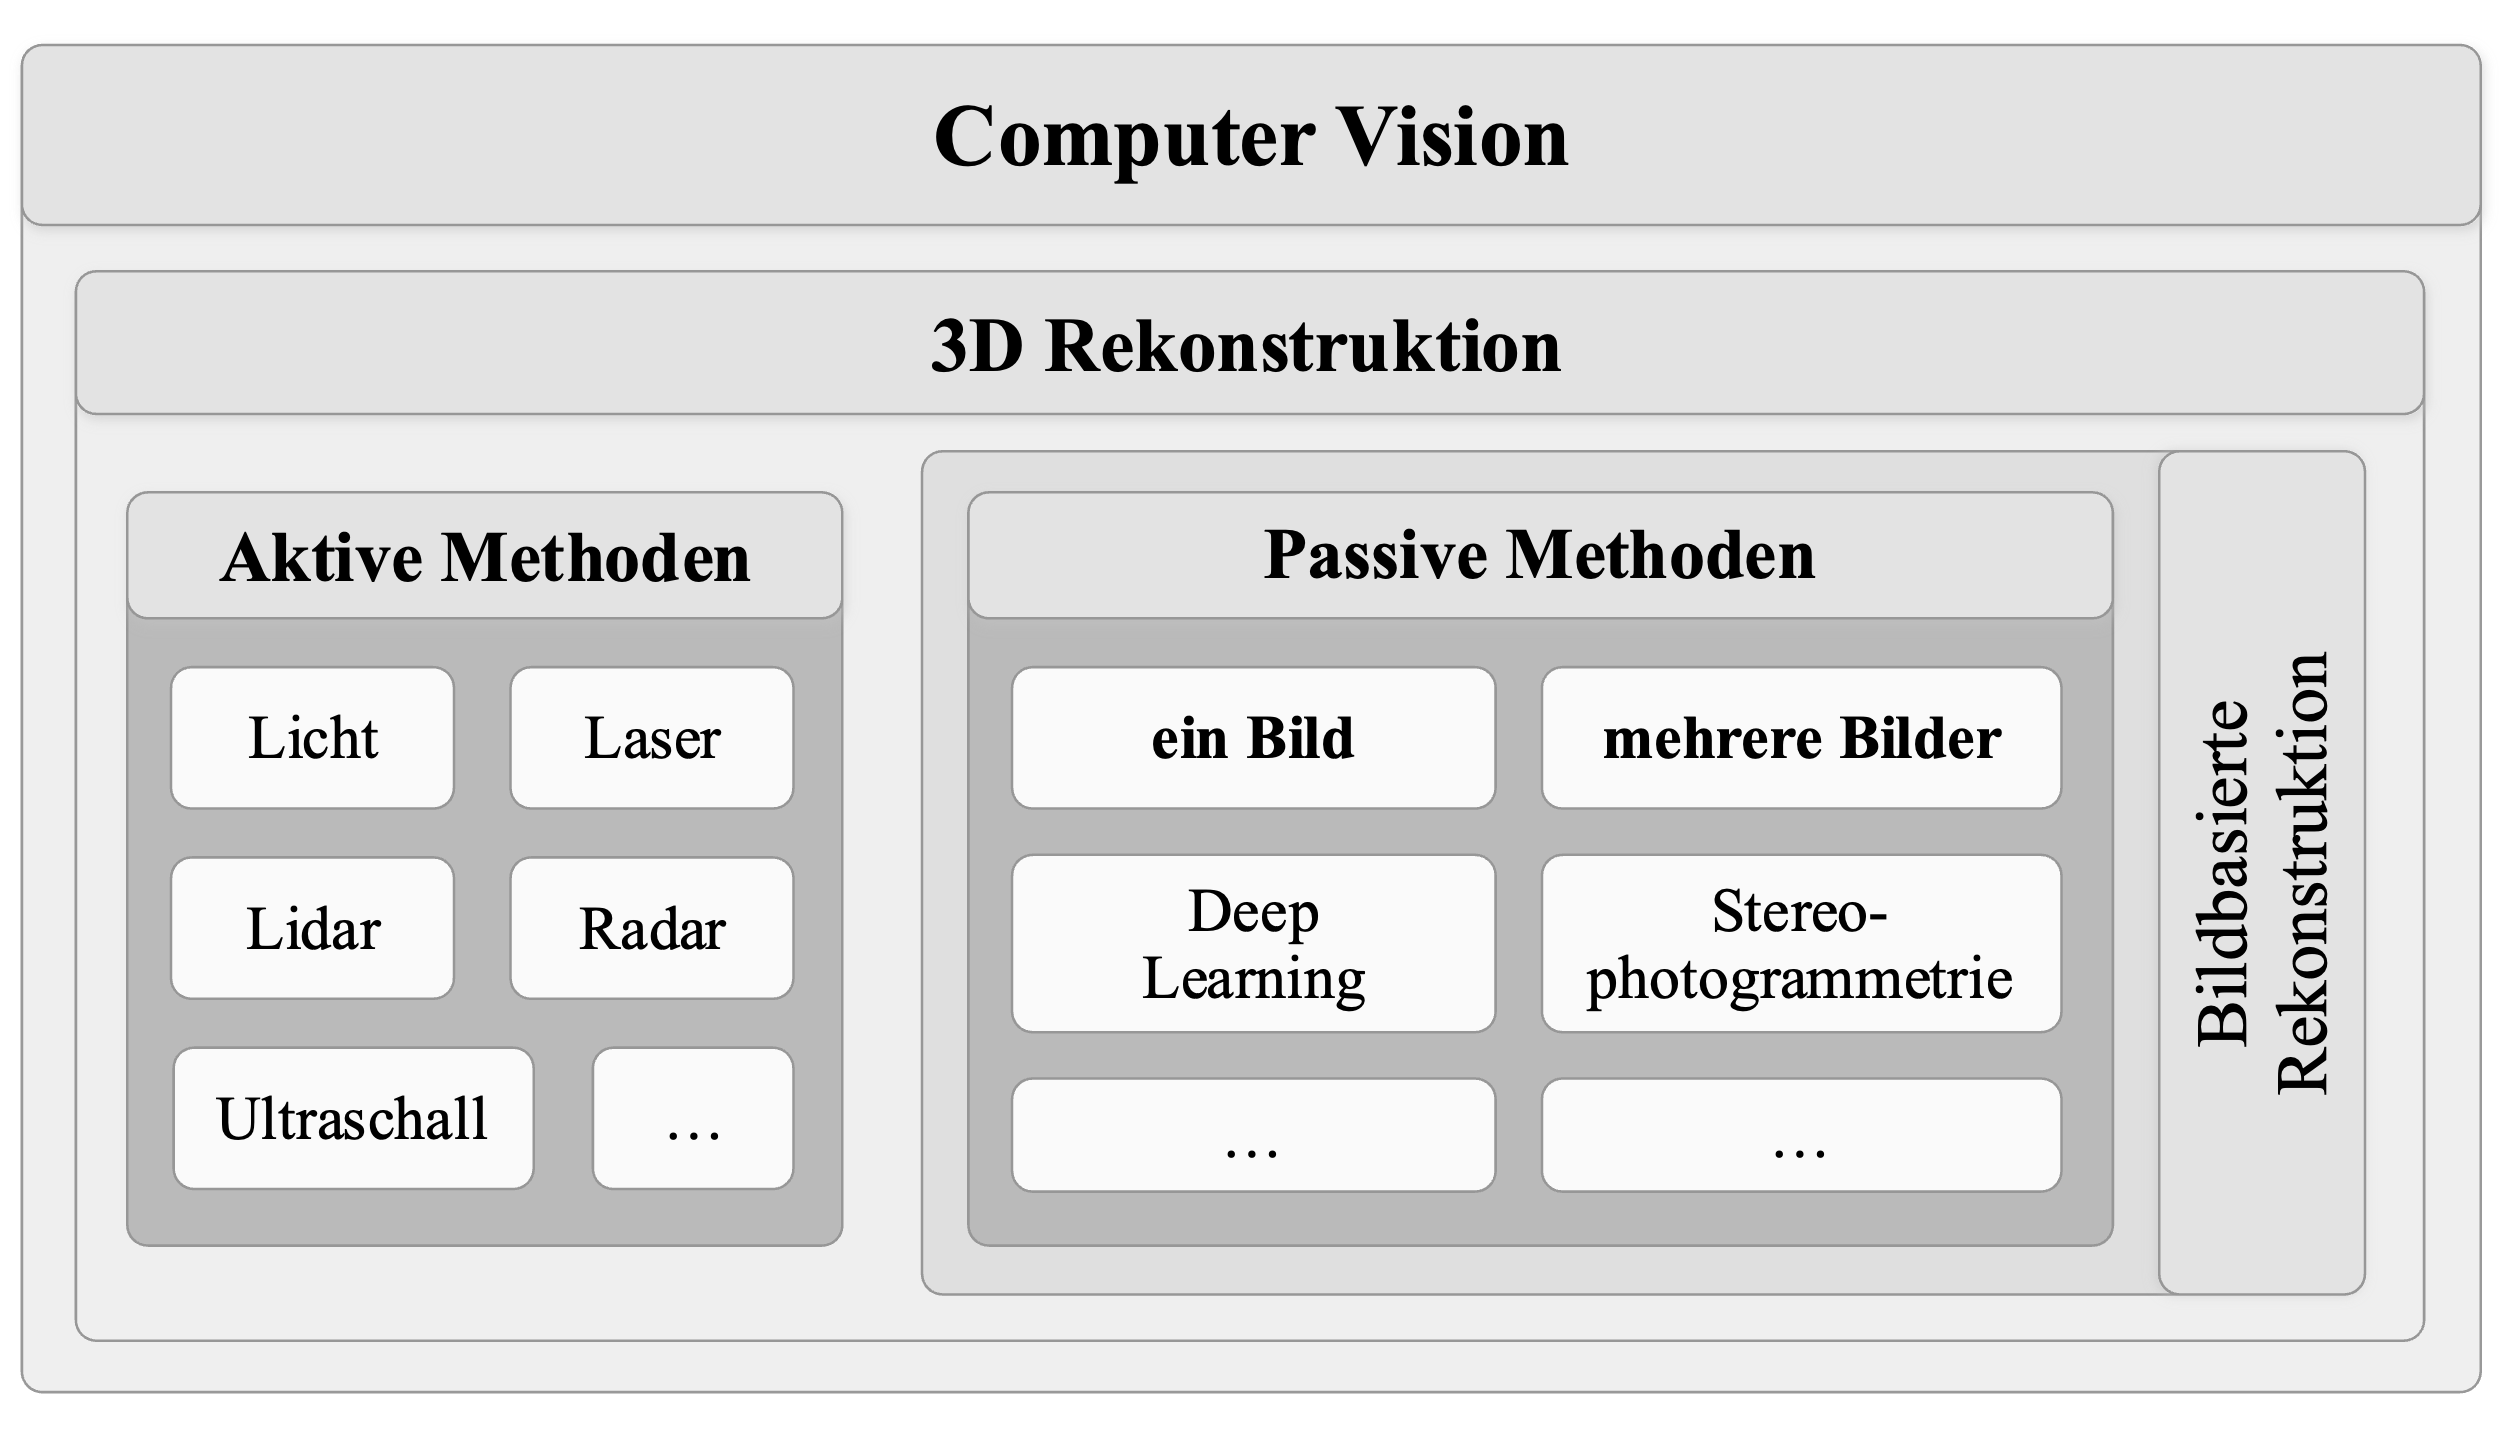 Computer Vision
3D Rekonstruktion
Aktive Methoden
Licht
Laser
Lidar
Radar
Ultraschall
...
Passive Methoden
ein Bild
mehrere Bilder
Deep
Learning
Stereo-
photogrammetrie
...
...
Bildbasierte
Rekonstruktion